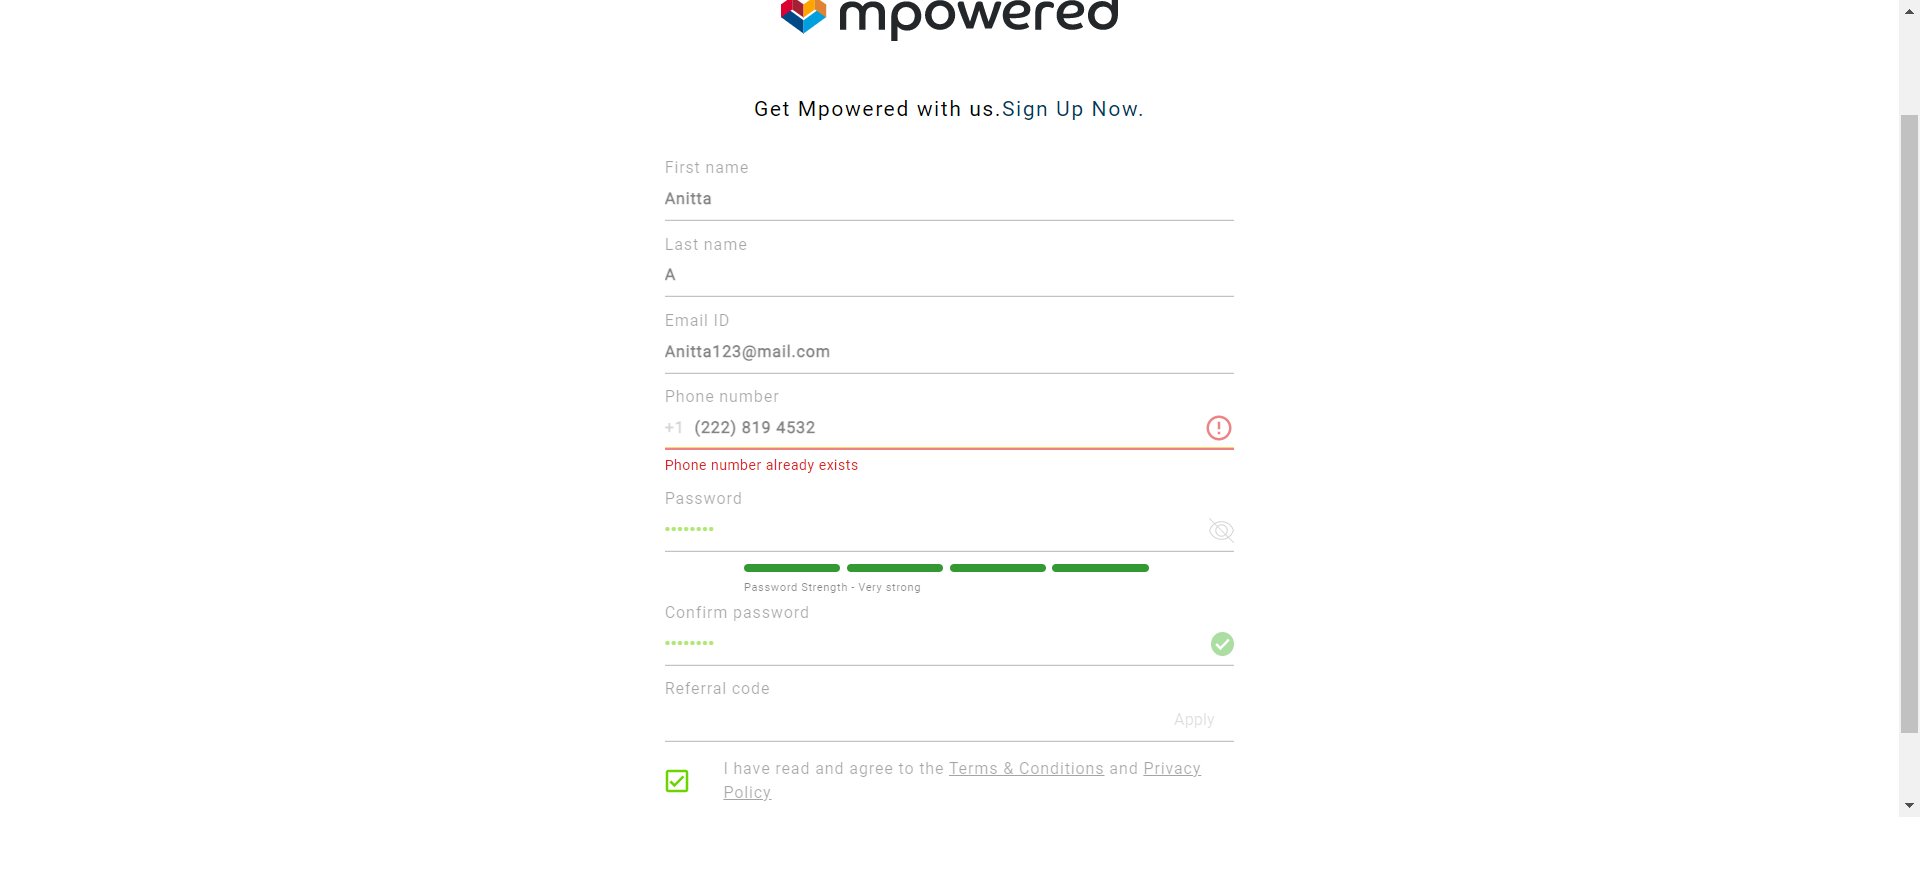 mpowered
Get Mpowered with us.Sign Up Now.
First name
Anitta
Last name
A
Email ID
Anitta123@mail.com
Phone number
+1 (222) 819 4532
Phone number already exists
Password
••••••••
Password Strength - Very strong
Confirm password
••••••••
Referral code
Apply
I have read and agree to the Terms & Conditions and Privacy
Policy